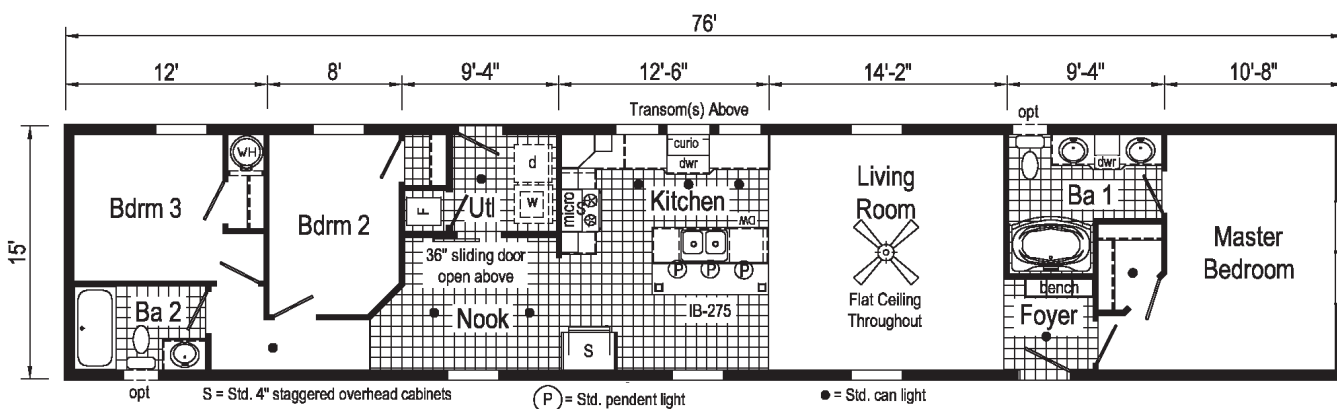 76'
12'
8'
9'-4"
12'-6"
14'-2"
9'-4"
10'-8"
Transom(s) Above
opt
15'
WH
Bdrm 3
Bdrm 2
F
Utl
d
w
36" sliding door
open above
Nook
micro
S
curio
dwr
Kitchen
DW
P P P
IB-275
S
Living
Room
Flat Ceiling
Throughout
dwr
Ba 1
bench
Foyer
Master
Bedroom
Ba 2
opt
S = Std. 4" staggered overhead cabinets
P = Std. pendent light
● = Std. can light